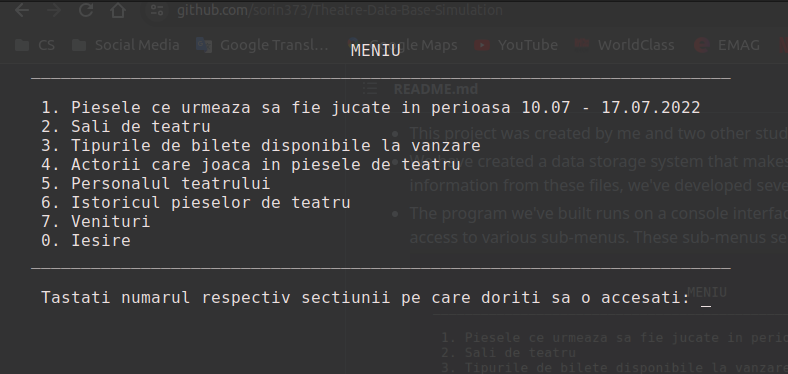 github.com/sorin373/Theatre-Data-Base-Simulation
CS Social Media Google Transl... Google Maps YouTube WorldClass EMAG
MENIU
README.md
1. Piesele ce urmeaza sa fie jucate in perioasa 10.07 - 17.07.2022
2. Sali de teatru
3. Tipurile de bilete disponibile la vanzare
4. Actorii care joaca in piesele de teatru
5. Personalul teatrului
6. Istoricul pieselor de teatru
7. Venituri
0. Iesire
Tastati numarul respectiv sectiunii pe care doriti sa o accesati: _
This project was created by me and two other stud
have created a data storage system that makes
information from these files, we've developed seve
The program we've built runs on a console interfac
access to various sub-menus. These sub-menus se
MENIU
1. Piesele ce urmeaza sa fie jucate in perio
2. Sali de teatru
3. Tipurile de bilete disponibile la vanzare